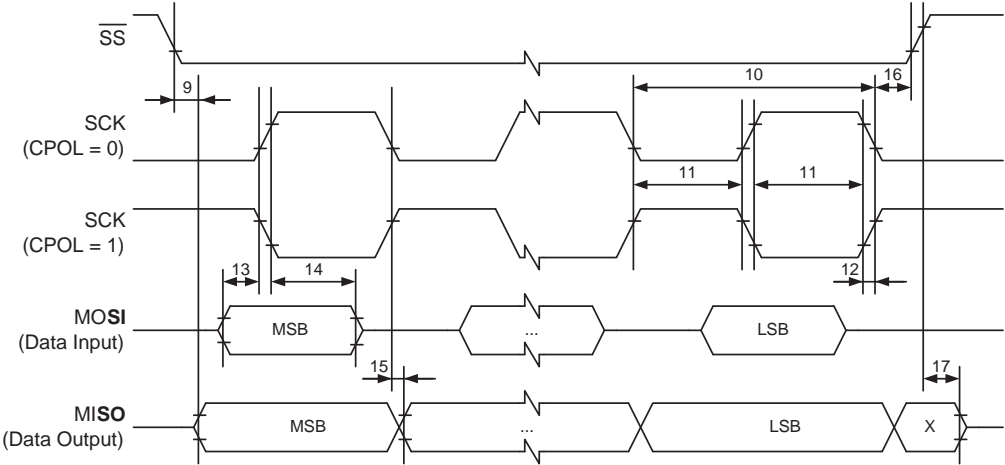 SS
9
10
16
SCK
(CPOL = 0)
11
11
SCK
(CPOL = 1)
13
14
12
MOSI
(Data Input)
MSB
...
LSB
15
17
MISO
(Data Output)
MSB
...
LSB
X